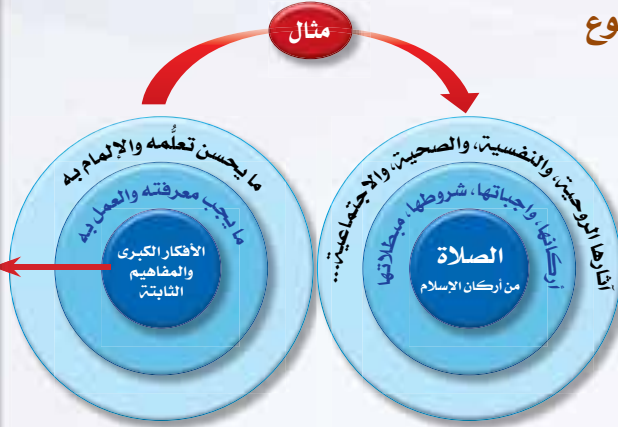 وع
مثال
آثارها الروحية، والنفسية، والصحية، والاجتماعية...
أركانها، واجباتها، شروطها، مبطلاتها
الصلاة
من أركان الإسلام
ما يحسن تعلُّمه والإلمام به
ما يجب معرفته والعمل به
الأفكار الكبرى
والمفاهيم
الثابتة